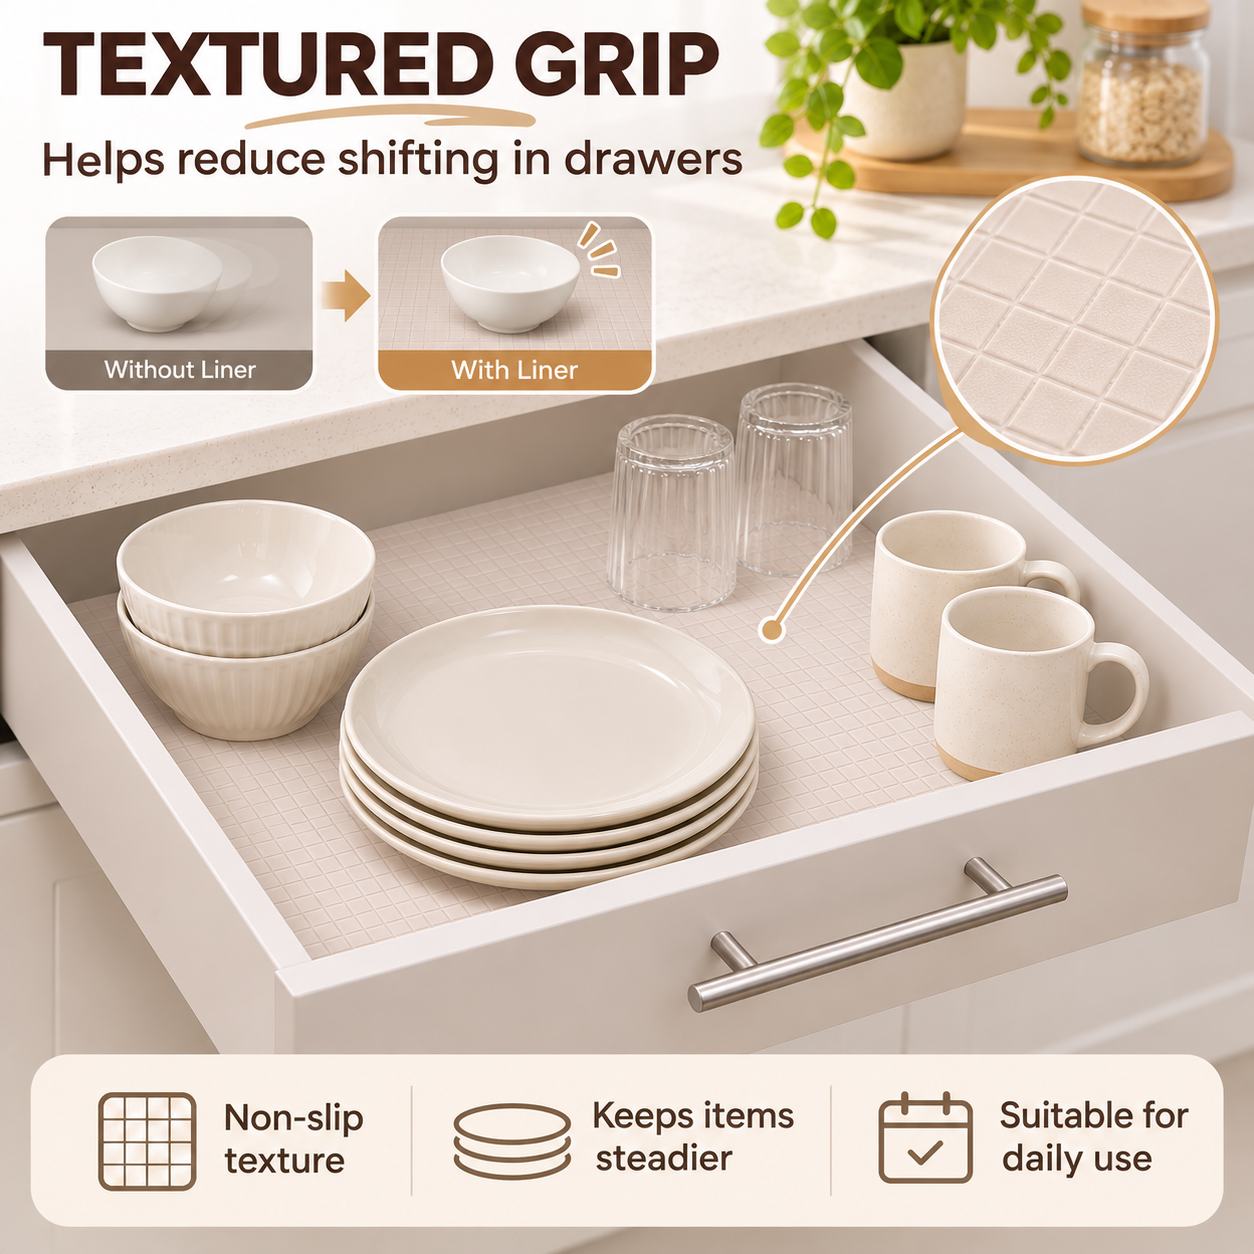 TEXTURED GRIP
Helps reduce shifting in drawers
Without Liner
With Liner
Non-slip
texture
Keeps items
steadier
Suitable for
daily use